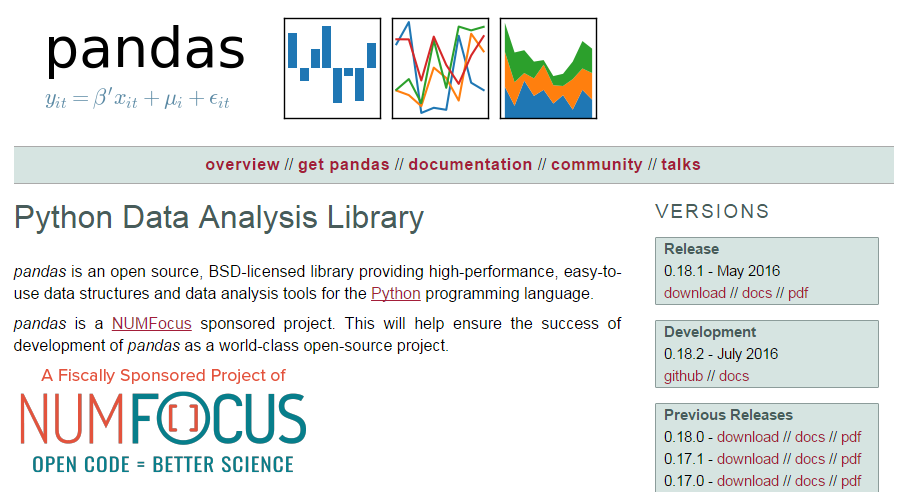 pandas
y_{it} = β′x_{it} + μ_i + ϵ_{it}
overview // get pandas // documentation // community // talks
Python Data Analysis Library
pandas is an open source, BSD-licensed library providing high-performance, easy-to-
use data structures and data analysis tools for the Python programming language.
pandas is a NUMFocus sponsored project. This will help ensure the success of
development of pandas as a world-class open-source project.
A Fiscally Sponsored Project of
NUMFOCUS
OPEN CODE = BETTER SCIENCE
VERSIONS
Release
0.18.1 - May 2016
download // docs // pdf
Development
0.18.2 - July 2016
github // docs
Previous Releases
0.18.0 - download // docs // pdf
0.17.1 - download // docs // pdf
0.17.0 - download // docs // pdf